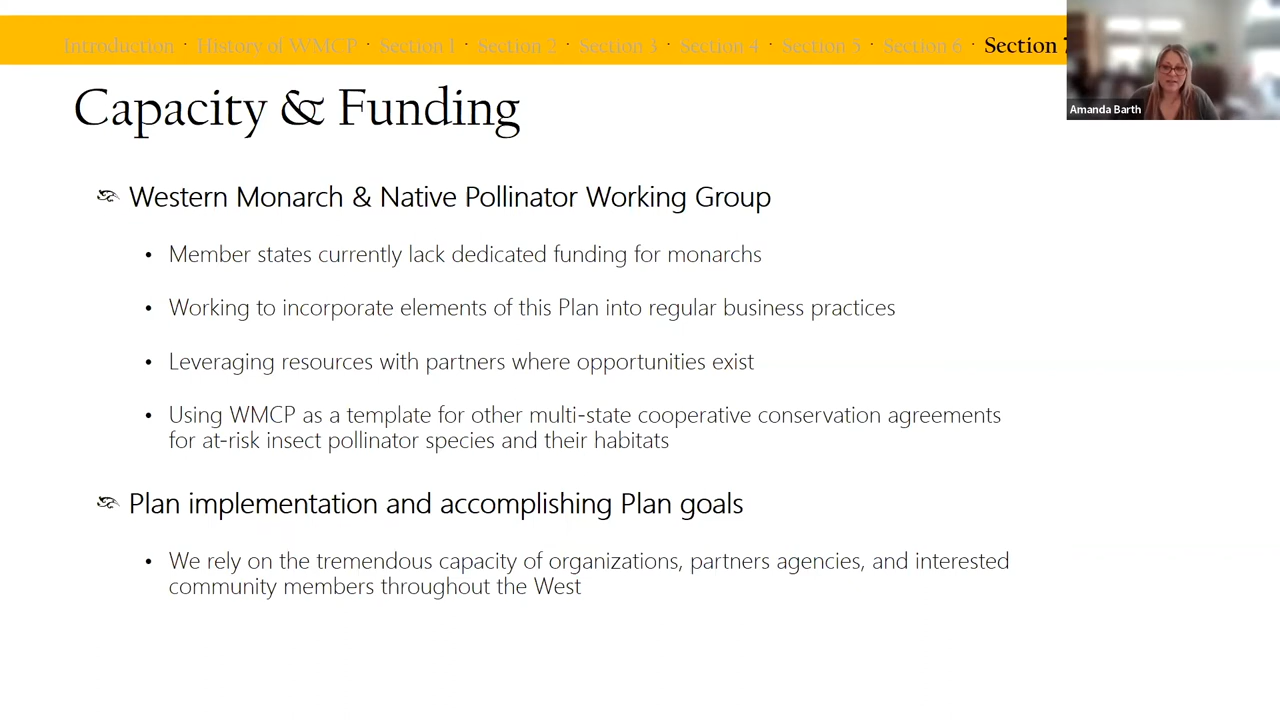 Introduction · History of WMCP · Section 1 · Section 2 · Section 3 · Section 4 · Section 5 · Section 6 · Section 7
Amanda Barth
Capacity & Funding
Western Monarch & Native Pollinator Working Group
• Member states currently lack dedicated funding for monarchs
• Working to incorporate elements of this Plan into regular business practices
• Leveraging resources with partners where opportunities exist
• Using WMCP as a template for other multi-state cooperative conservation agreements
for at-risk insect pollinator species and their habitats
Plan implementation and accomplishing Plan goals
• We rely on the tremendous capacity of organizations, partners agencies, and interested
community members throughout the West